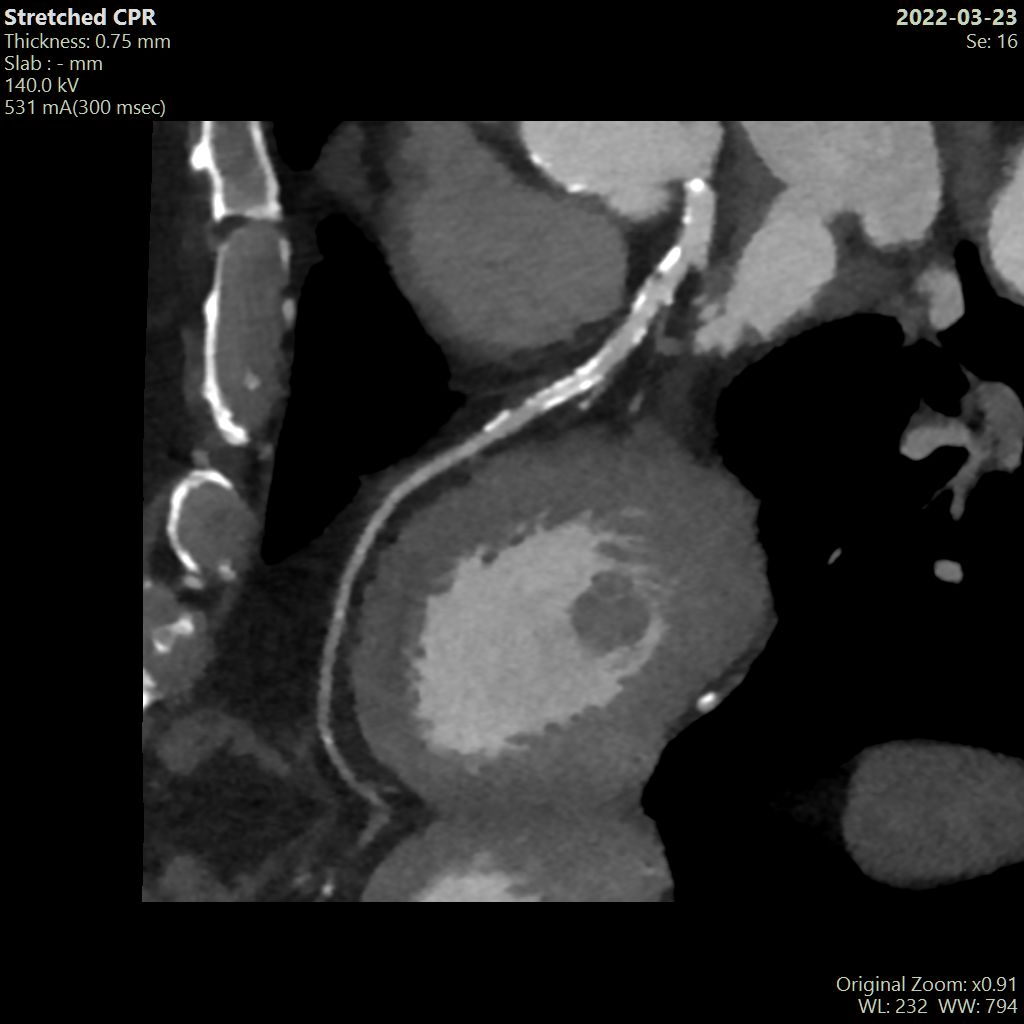 Stretched CPR
Thickness: 0.75 mm
Slab : - mm
140.0 kV
531 mA(300 msec)
2022-03-23
Se: 16
Original Zoom: x0.91
WL: 232 WW: 794